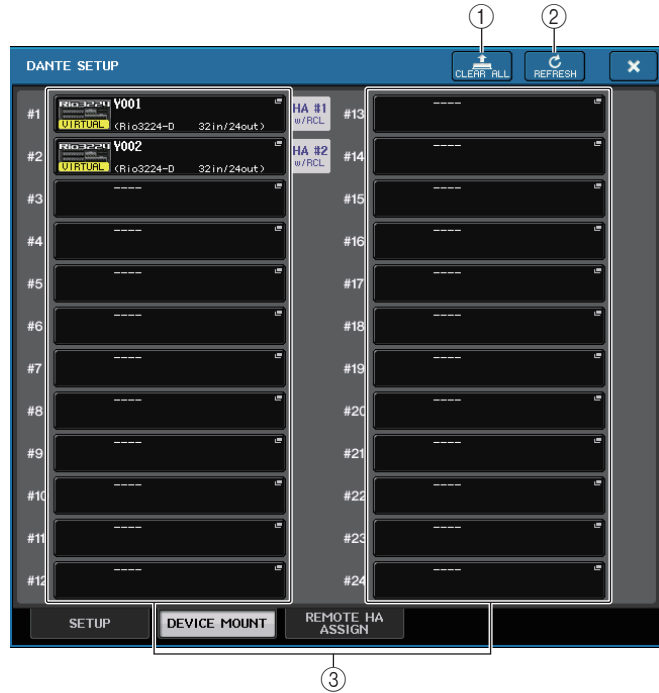 ① ②
DANTE SETUP CLEAR ALL REFRESH ×
#1 Rio3224 VIRTUAL Y001 (Rio3224-D 32in/24out) HA #1 w/RCL #13 ----
#2 Rio3224 VIRTUAL Y002 (Rio3224-D 32in/24out) HA #2 w/RCL #14 ----
#3 ---- #15 ----
#4 ---- #16 ----
#5 ---- #17 ----
#6 ---- #18 ----
#7 ---- #19 ----
#8 ---- #20 ----
#9 ---- #21 ----
#10 ---- #22 ----
#11 ---- #23 ----
#12 ---- #24 ----
SETUP DEVICE MOUNT REMOTE HA ASSIGN
③